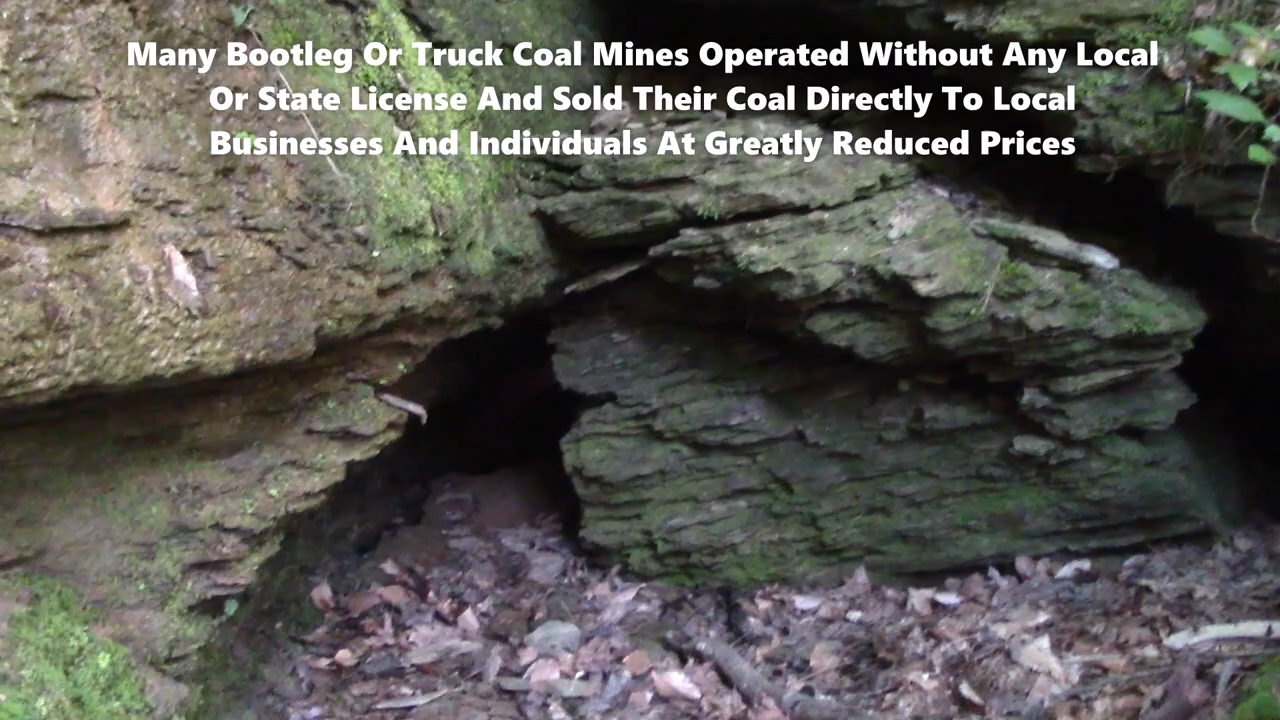 Many Bootleg Or Truck Coal Mines Operated Without Any Local
Or State License And Sold Their Coal Directly To Local
Businesses And Individuals At Greatly Reduced Prices